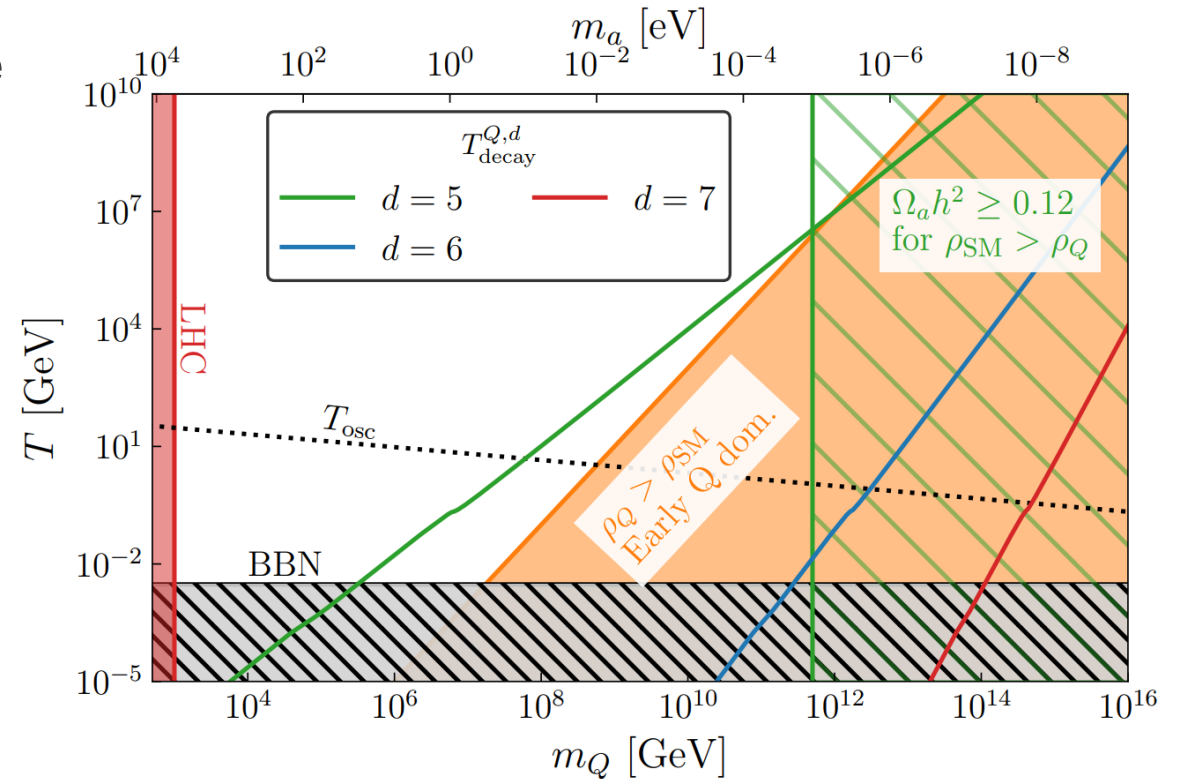 e
m_a [eV]
10^4 10^2 10^0 10^-2 10^-4 10^-6 10^-8
10^10
10^7
10^4
10^1
10^-2
10^-5
T [GeV]
T_decay^{Q,d}
d = 5
d = 7
d = 6
Ω_a h^2 ≥ 0.12
for ρ_SM > ρ_Q
LHC
T_osc
ρ_Q > ρ_SM
Early Q dom.
BBN
10^4 10^6 10^8 10^10 10^12 10^14 10^16
m_Q [GeV]